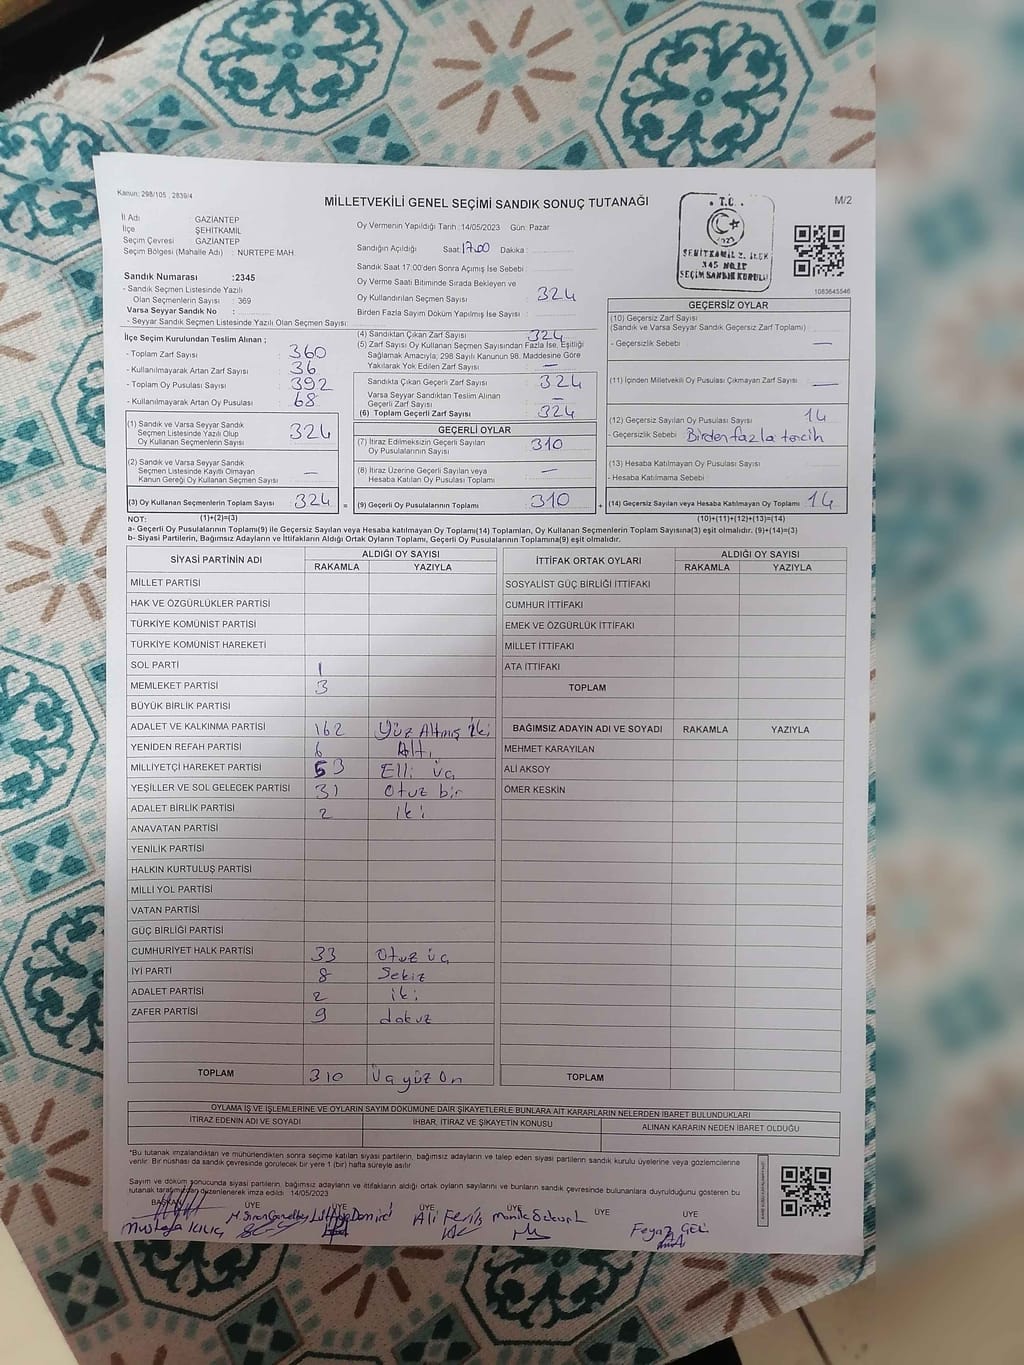 Kanun: 298/105 , 2839/4
MİLLETVEKİLİ GENEL SEÇİMİ SANDIK SONUÇ TUTANAĞI
M/2
T.C.
1923
ŞEHİTKAMİL 2. İLÇE
345 NOLU
SEÇİM SANDIK KURULU
1083645546
İl Adı : GAZİANTEP
İlçe : ŞEHİTKAMİL
Seçim Çevresi : GAZİANTEP
Seçim Bölgesi (Mahalle Adı) : NURTEPE MAH.
Sandık Numarası :2345
- Sandık Seçmen Listesinde Yazılı
Olan Seçmenlerin Sayısı : 369
Varsa Seyyar Sandık No :
- Seyyar Sandık Seçmen Listesinde Yazılı Olan Seçmen Sayısı:
Oy Vermenin Yapıldığı Tarih :14/05/2023 Gün: Pazar
Sandığın Açıldığı Saat:17.00 Dakika :
Sandık Saat 17:00'den Sonra Açılmış İse Sebebi :
Oy Verme Saati Bitiminde Sırada Bekleyen ve
Oy Kullandırılan Seçmen Sayısı 324
Birden Fazla Sayım Döküm Yapılmış İse Sayısı :
İlçe Seçim Kurulundan Teslim Alınan ;
- Toplam Zarf Sayısı : 360
- Kullanılmayarak Artan Zarf Sayısı : 36
- Toplam Oy Pusulası Sayısı : 392
- Kullanılmayarak Artan Oy Pusulası : 68
(1) Sandık ve Varsa Seyyar Sandık
Seçmen Listesinde Yazılı Olup
Oy Kullanan Seçmenlerin Sayısı 324
(2) Sandık ve Varsa Seyyar Sandık
Seçmen Listesinde Kayıtlı Olmayan
Kanun Gereği Oy Kullanan Seçmen Sayısı —
(3) Oy Kullanan Seçmenlerin Toplam Sayısı : 324
(4) Sandıktan Çıkan Zarf Sayısı : 324
(5) Zarf Sayısı Oy Kullanan Seçmen Sayısından Fazla İse, Eşitliği
Sağlamak Amacıyla, 298 Sayılı Kanunun 98. Maddesine Göre
Yakılarak Yok Edilen Zarf Sayısı : —
Sandıkta Çıkan Geçerli Zarf Sayısı : 324
Varsa Seyyar Sandıktan Teslim Alınan
Geçerli Zarf Sayısı : —
(6) Toplam Geçerli Zarf Sayısı : 324
GEÇERLİ OYLAR
(7) İtiraz Edilmeksizin Geçerli Sayılan
Oy Pusulalarının Sayısı : 310
(8) İtiraz Üzerine Geçerli Sayılan veya
Hesaba Katılan Oy Pusulası Toplamı : —
= (9) Geçerli Oy Pusulalarının Toplamı : 310
GEÇERSİZ OYLAR
(10) Geçersiz Zarf Sayısı :
(Sandık ve Varsa Seyyar Sandık Geçersiz Zarf Toplamı)
- Geçersizlik Sebebi : —
(11) İçinden Milletvekili Oy Pusulası Çıkmayan Zarf Sayısı : —
(12) Geçersiz Sayılan Oy Pusulası Sayısı : 14
- Geçersizlik Sebebi : Birden fazla tercih
(13) Hesaba Katılmayan Oy Pusulası Sayısı :
- Hesaba Katılmama Sebebi :
+ (14) Geçersiz Sayılan veya Hesaba Katılmayan Oy Toplamı : 14
NOT: (1)+(2)=(3) (10)+(11)+(12)+(13)=(14)
a- Geçerli Oy Pusulalarının Toplamı(9) ile Geçersiz Sayılan veya Hesaba katılmayan Oy Toplamı(14) Toplamları, Oy Kullanan Seçmenlerin Toplam Sayısına(3) eşit olmalıdır. (9)+(14)=(3)
b- Siyasi Partilerin, Bağımsız Adayların ve İttifakların Aldığı Ortak Oyların Toplamı, Geçerli Oy Pusulalarının Toplamına(9) eşit olmalıdır.
SİYASİ PARTİNİN ADI ALDIĞI OY SAYISI
RAKAMLA YAZIYLA
MİLLET PARTİSİ
HAK VE ÖZGÜRLÜKLER PARTİSİ
TÜRKİYE KOMÜNİST PARTİSİ
TÜRKİYE KOMÜNİST HAREKETİ
SOL PARTİ 1
MEMLEKET PARTİSİ 3
BÜYÜK BİRLİK PARTİSİ
ADALET VE KALKINMA PARTİSİ 162 Yüz Altmış İki
YENİDEN REFAH PARTİSİ 6 Altı
MİLLİYETÇİ HAREKET PARTİSİ 53 Elli üç
YEŞİLLER VE SOL GELECEK PARTİSİ 31 Otuz bir
ADALET BİRLİK PARTİSİ 2 iki
ANAVATAN PARTİSİ
YENİLİK PARTİSİ
HALKIN KURTULUŞ PARTİSİ
MİLLİ YOL PARTİSİ
VATAN PARTİSİ
GÜÇ BİRLİĞİ PARTİSİ
CUMHURİYET HALK PARTİSİ 33 Otuz üç
İYİ PARTİ 8 Sekiz
ADALET PARTİSİ 2 iki
ZAFER PARTİSİ 9 dokuz
TOPLAM 310 Üç yüz On
İTTİFAK ORTAK OYLARI ALDIĞI OY SAYISI
RAKAMLA YAZIYLA
SOSYALİST GÜÇ BİRLİĞİ İTTİFAKI
CUMHUR İTTİFAKI
EMEK VE ÖZGÜRLÜK İTTİFAKI
MİLLET İTTİFAKI
ATA İTTİFAKI
TOPLAM
BAĞIMSIZ ADAYIN ADI VE SOYADI RAKAMLA YAZIYLA
MEHMET KARAYILAN
ALİ AKSOY
ÖMER KESKİN
TOPLAM
OYLAMA İŞ VE İŞLEMLERİNE VE OYLARIN SAYIM DÖKÜMÜNE DAİR ŞİKAYETLERLE BUNLARA AİT KARARLARIN NELERDEN İBARET BULUNDUKLARI
İTİRAZ EDENİN ADI VE SOYADI İHBAR, İTİRAZ VE ŞİKAYETİN KONUSU ALINAN KARARIN NEDEN İBARET OLDUĞU
*Bu tutanak imzalandıktan ve mühürlendikten sonra seçime katılan siyasi partilerin, bağımsız adayların ve talep eden siyasi partilerin sandık kurulu üyelerine veya gözlemcilerine
verilir. Bir nüshası da sandık çevresinde görülecek bir yere 1 (bir) hafta süreyle asılır
Sayım ve döküm sonucunda siyasi partilerin, bağımsız adayların ve ittifakların aldığı ortak oyların sayılarını ve bunların sandık çevresinde bulunanlara duyrulduğunu gösteren bu
tutanak tarafımızdan düzenlenerek imza edildi. 14/05/2023
BAŞKAN ÜYE ÜYE ÜYE ÜYE ÜYE ÜYE
Mustafa KILIÇ Ali Feyaz GEL